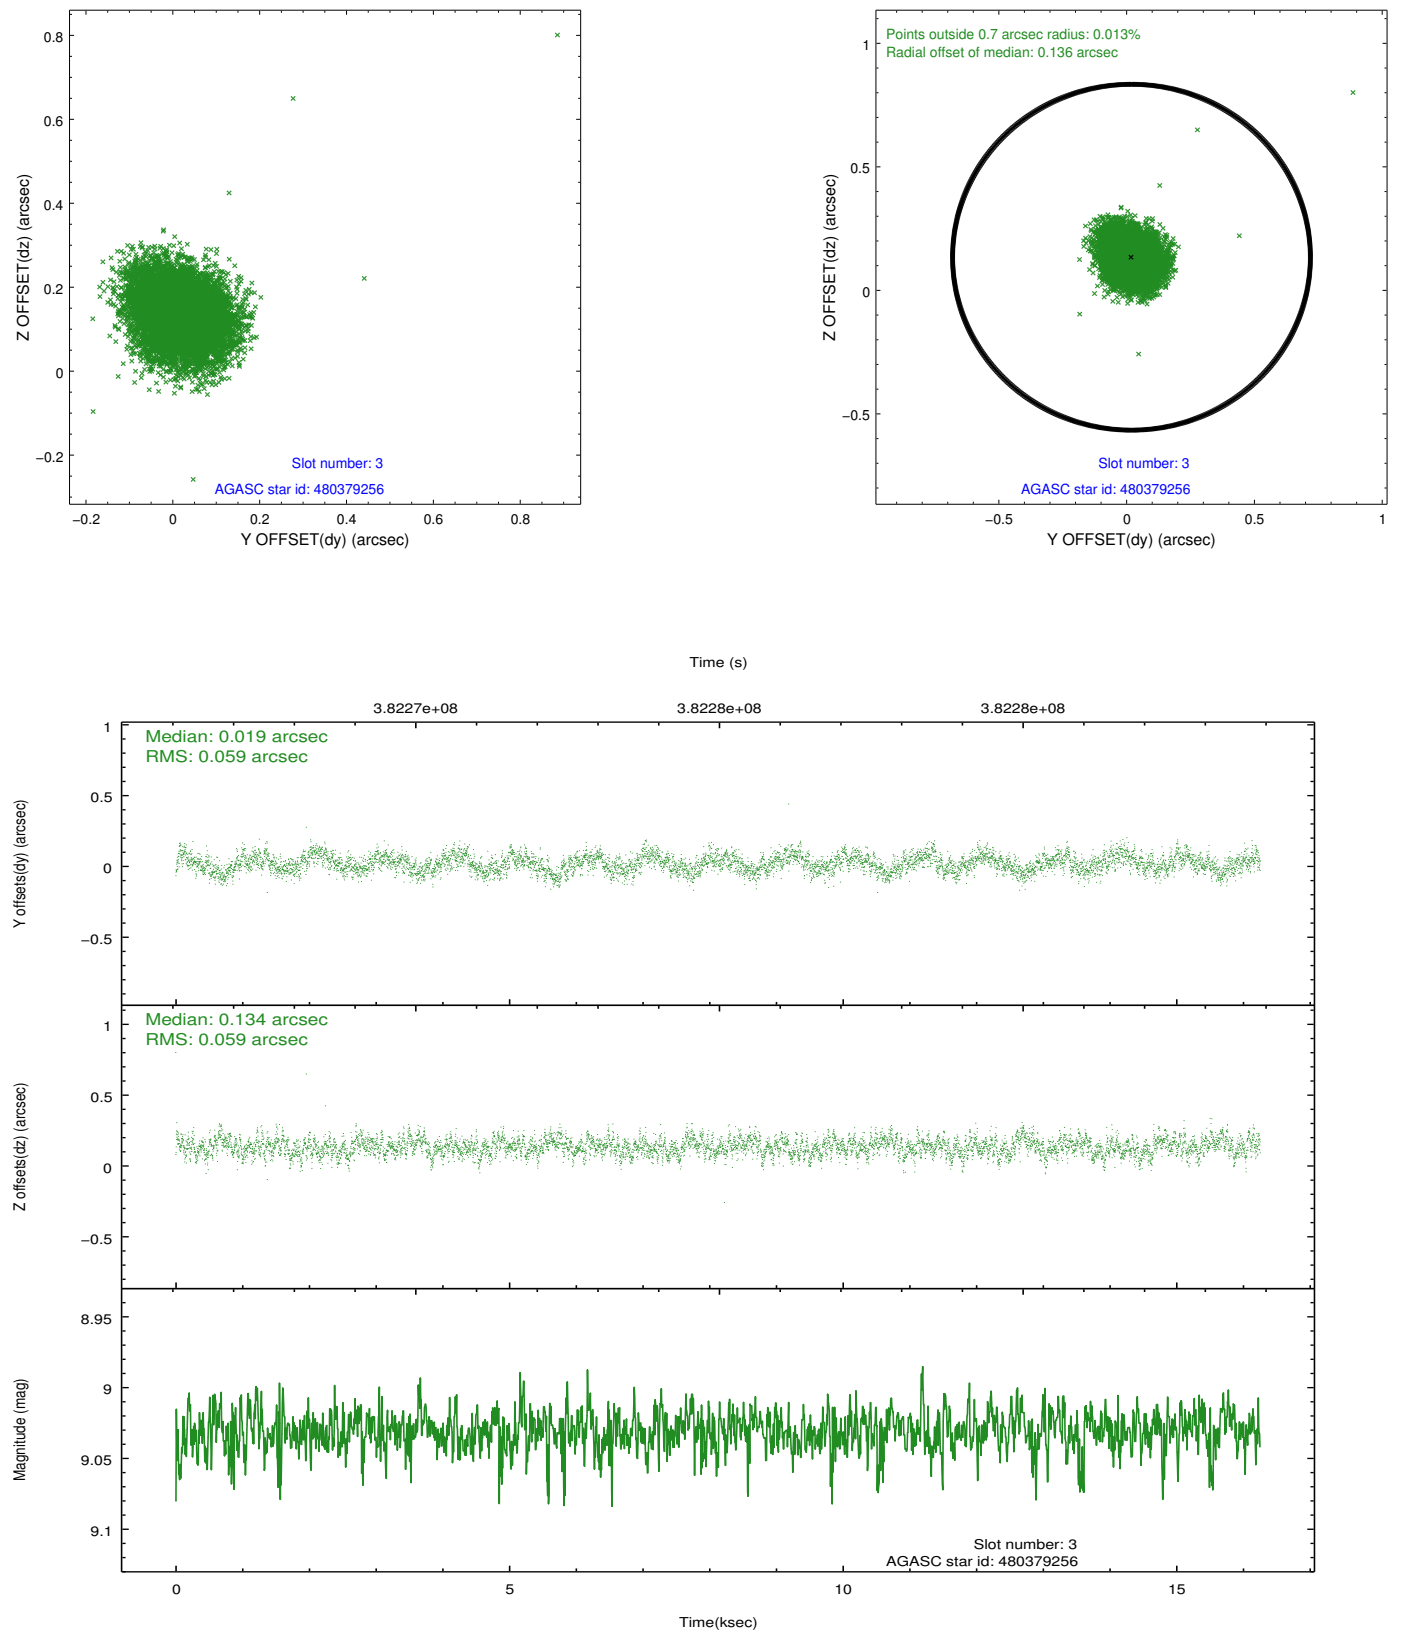 0.8
0.6
0.4
0.2
0
−0.2
−0.2 0 0.2 0.4 0.6 0.8
Z OFFSET(dz) (arcsec)
Y OFFSET(dy) (arcsec)
Slot number: 3
AGASC star id: 480379256
Points outside 0.7 arcsec radius: 0.013%
Radial offset of median: 0.136 arcsec
1
0.5
0
−0.5
−0.5 0 0.5 1
Z OFFSET(dz) (arcsec)
Y OFFSET(dy) (arcsec)
Slot number: 3
AGASC star id: 480379256
Time (s)
3.8227e+08 3.8228e+08 3.8228e+08
Median: 0.019 arcsec
RMS: 0.059 arcsec
1
0.5
0
−0.5
Y offsets(dy) (arcsec)
Median: 0.134 arcsec
RMS: 0.059 arcsec
1
0.5
0
−0.5
Z offsets(dz) (arcsec)
8.95
9
9.05
9.1
Magnitude (mag)
Slot number: 3
AGASC star id: 480379256
0 5 10 15
Time(ksec)